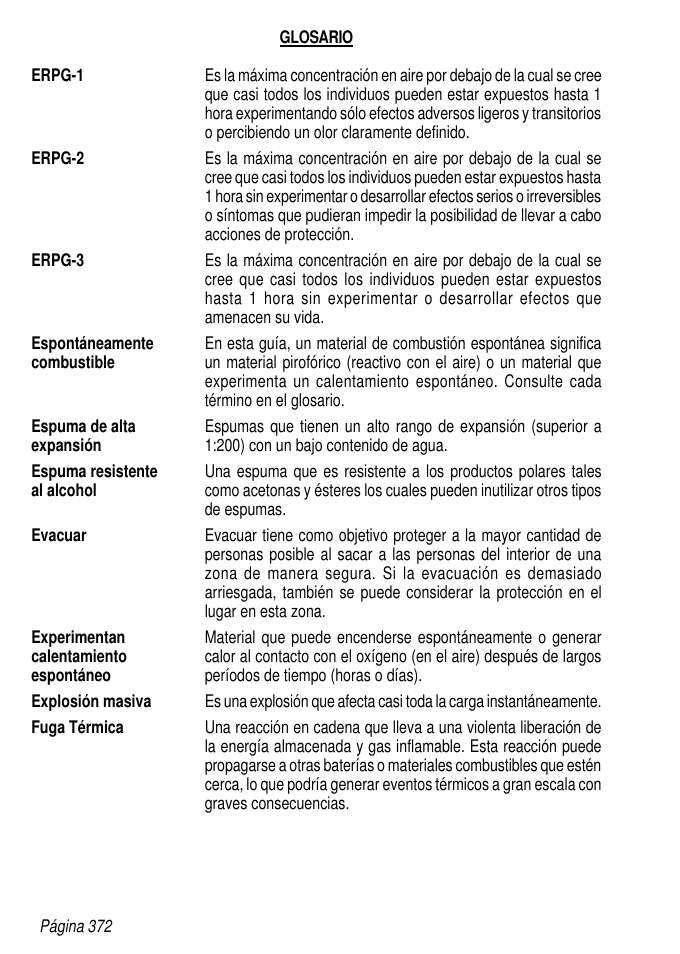 GLOSARIO
ERPG-1 Es la máxima concentración en aire por debajo de la cual se cree
que casi todos los individuos pueden estar expuestos hasta 1
hora experimentando sólo efectos adversos ligeros y transitorios
o percibiendo un olor claramente definido.
ERPG-2 Es la máxima concentración en aire por debajo de la cual se
cree que casi todos los individuos pueden estar expuestos hasta
1 hora sin experimentar o desarrollar efectos serios o irreversibles
o síntomas que pudieran impedir la posibilidad de llevar a cabo
acciones de protección.
ERPG-3 Es la máxima concentración en aire por debajo de la cual se
cree que casi todos los individuos pueden estar expuestos
hasta 1 hora sin experimentar o desarrollar efectos que
amenacen su vida.
Espontáneamente En esta guía, un material de combustión espontánea significa
combustible un material pirofórico (reactivo con el aire) o un material que
experimenta un calentamiento espontáneo. Consulte cada
término en el glosario.
Espuma de alta Espumas que tienen un alto rango de expansión (superior a
expansión 1:200) con un bajo contenido de agua.
Espuma resistente Una espuma que es resistente a los productos polares tales
al alcohol como acetonas y ésteres los cuales pueden inutilizar otros tipos
de espumas.
Evacuar Evacuar tiene como objetivo proteger a la mayor cantidad de
personas posible al sacar a las personas del interior de una
zona de manera segura. Si la evacuación es demasiado
arriesgada, también se puede considerar la protección en el
lugar en esta zona.
Experimentan Material que puede encenderse espontáneamente o generar
calentamiento calor al contacto con el oxígeno (en el aire) después de largos
espontáneo períodos de tiempo (horas o días).
Explosión masiva Es una explosión que afecta casi toda la carga instantáneamente.
Fuga Térmica Una reacción en cadena que lleva a una violenta liberación de
la energía almacenada y gas inflamable. Esta reacción puede
propagarse a otras baterías o materiales combustibles que estén
cerca, lo que podría generar eventos térmicos a gran escala con
graves consecuencias.
Página 372